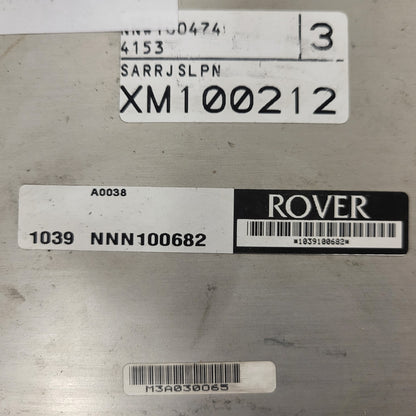 3
4153
SARRJSLPN
XM100212
A0038
ROVER
1039 NNN100682
*1039100682*
M3A030065